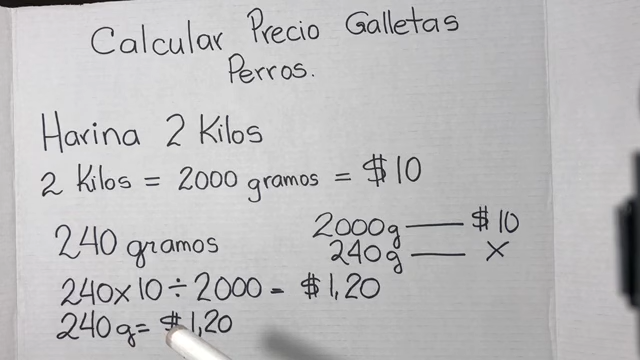 Calcular Precio Galletas
Perros.
Harina 2 Kilos
2 Kilos = 2000 gramos = $10
240 gramos
2000g — $10
240g — X
240x10÷2000 = $1,20
240g = $1,20